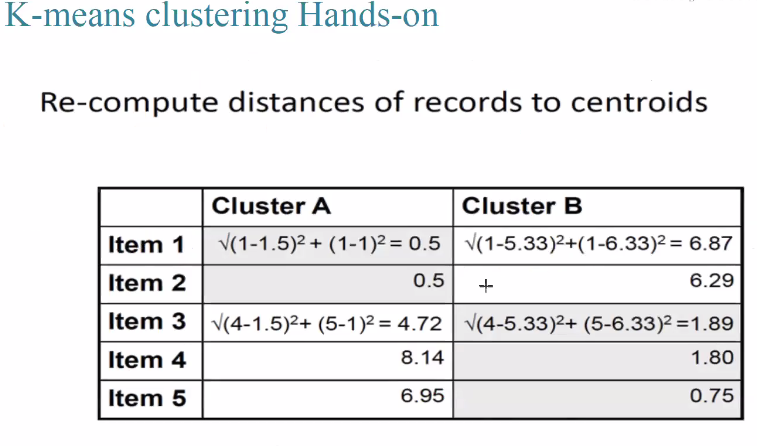 K-means clustering Hands-on
Re-compute distances of records to centroids
Cluster A Cluster B
Item 1 √(1-1.5)² + (1-1)² = 0.5 √(1-5.33)²+(1-6.33)² = 6.87
Item 2 0.5 6.29
Item 3 √(4-1.5)²+ (5-1)² = 4.72 √(4-5.33)²+ (5-6.33)² =1.89
Item 4 8.14 1.80
Item 5 6.95 0.75